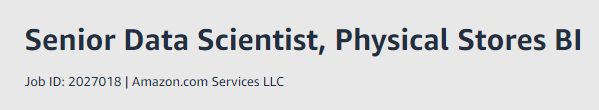 Senior Data Scientist, Physical Stores BI
Job ID: 2027018 | Amazon.com Services LLC